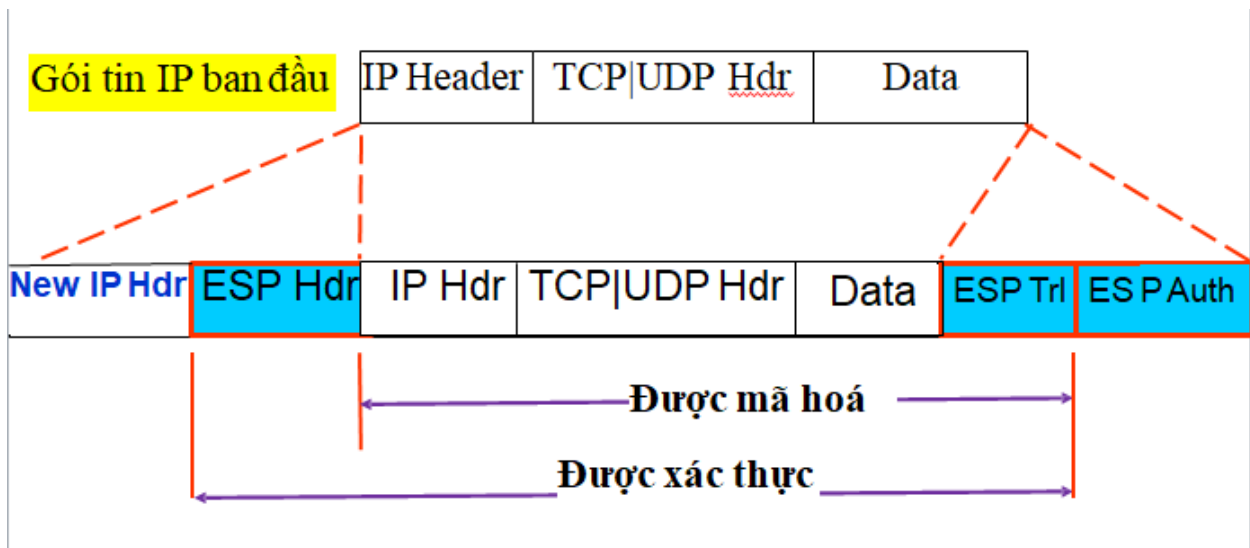 Gói tin IP ban đầu IP Header TCP|UDP Hdr Data
New IP Hdr ESP Hdr IP Hdr TCP|UDP Hdr Data ESP Trl ESP Auth
Được mã hoá
Được xác thực